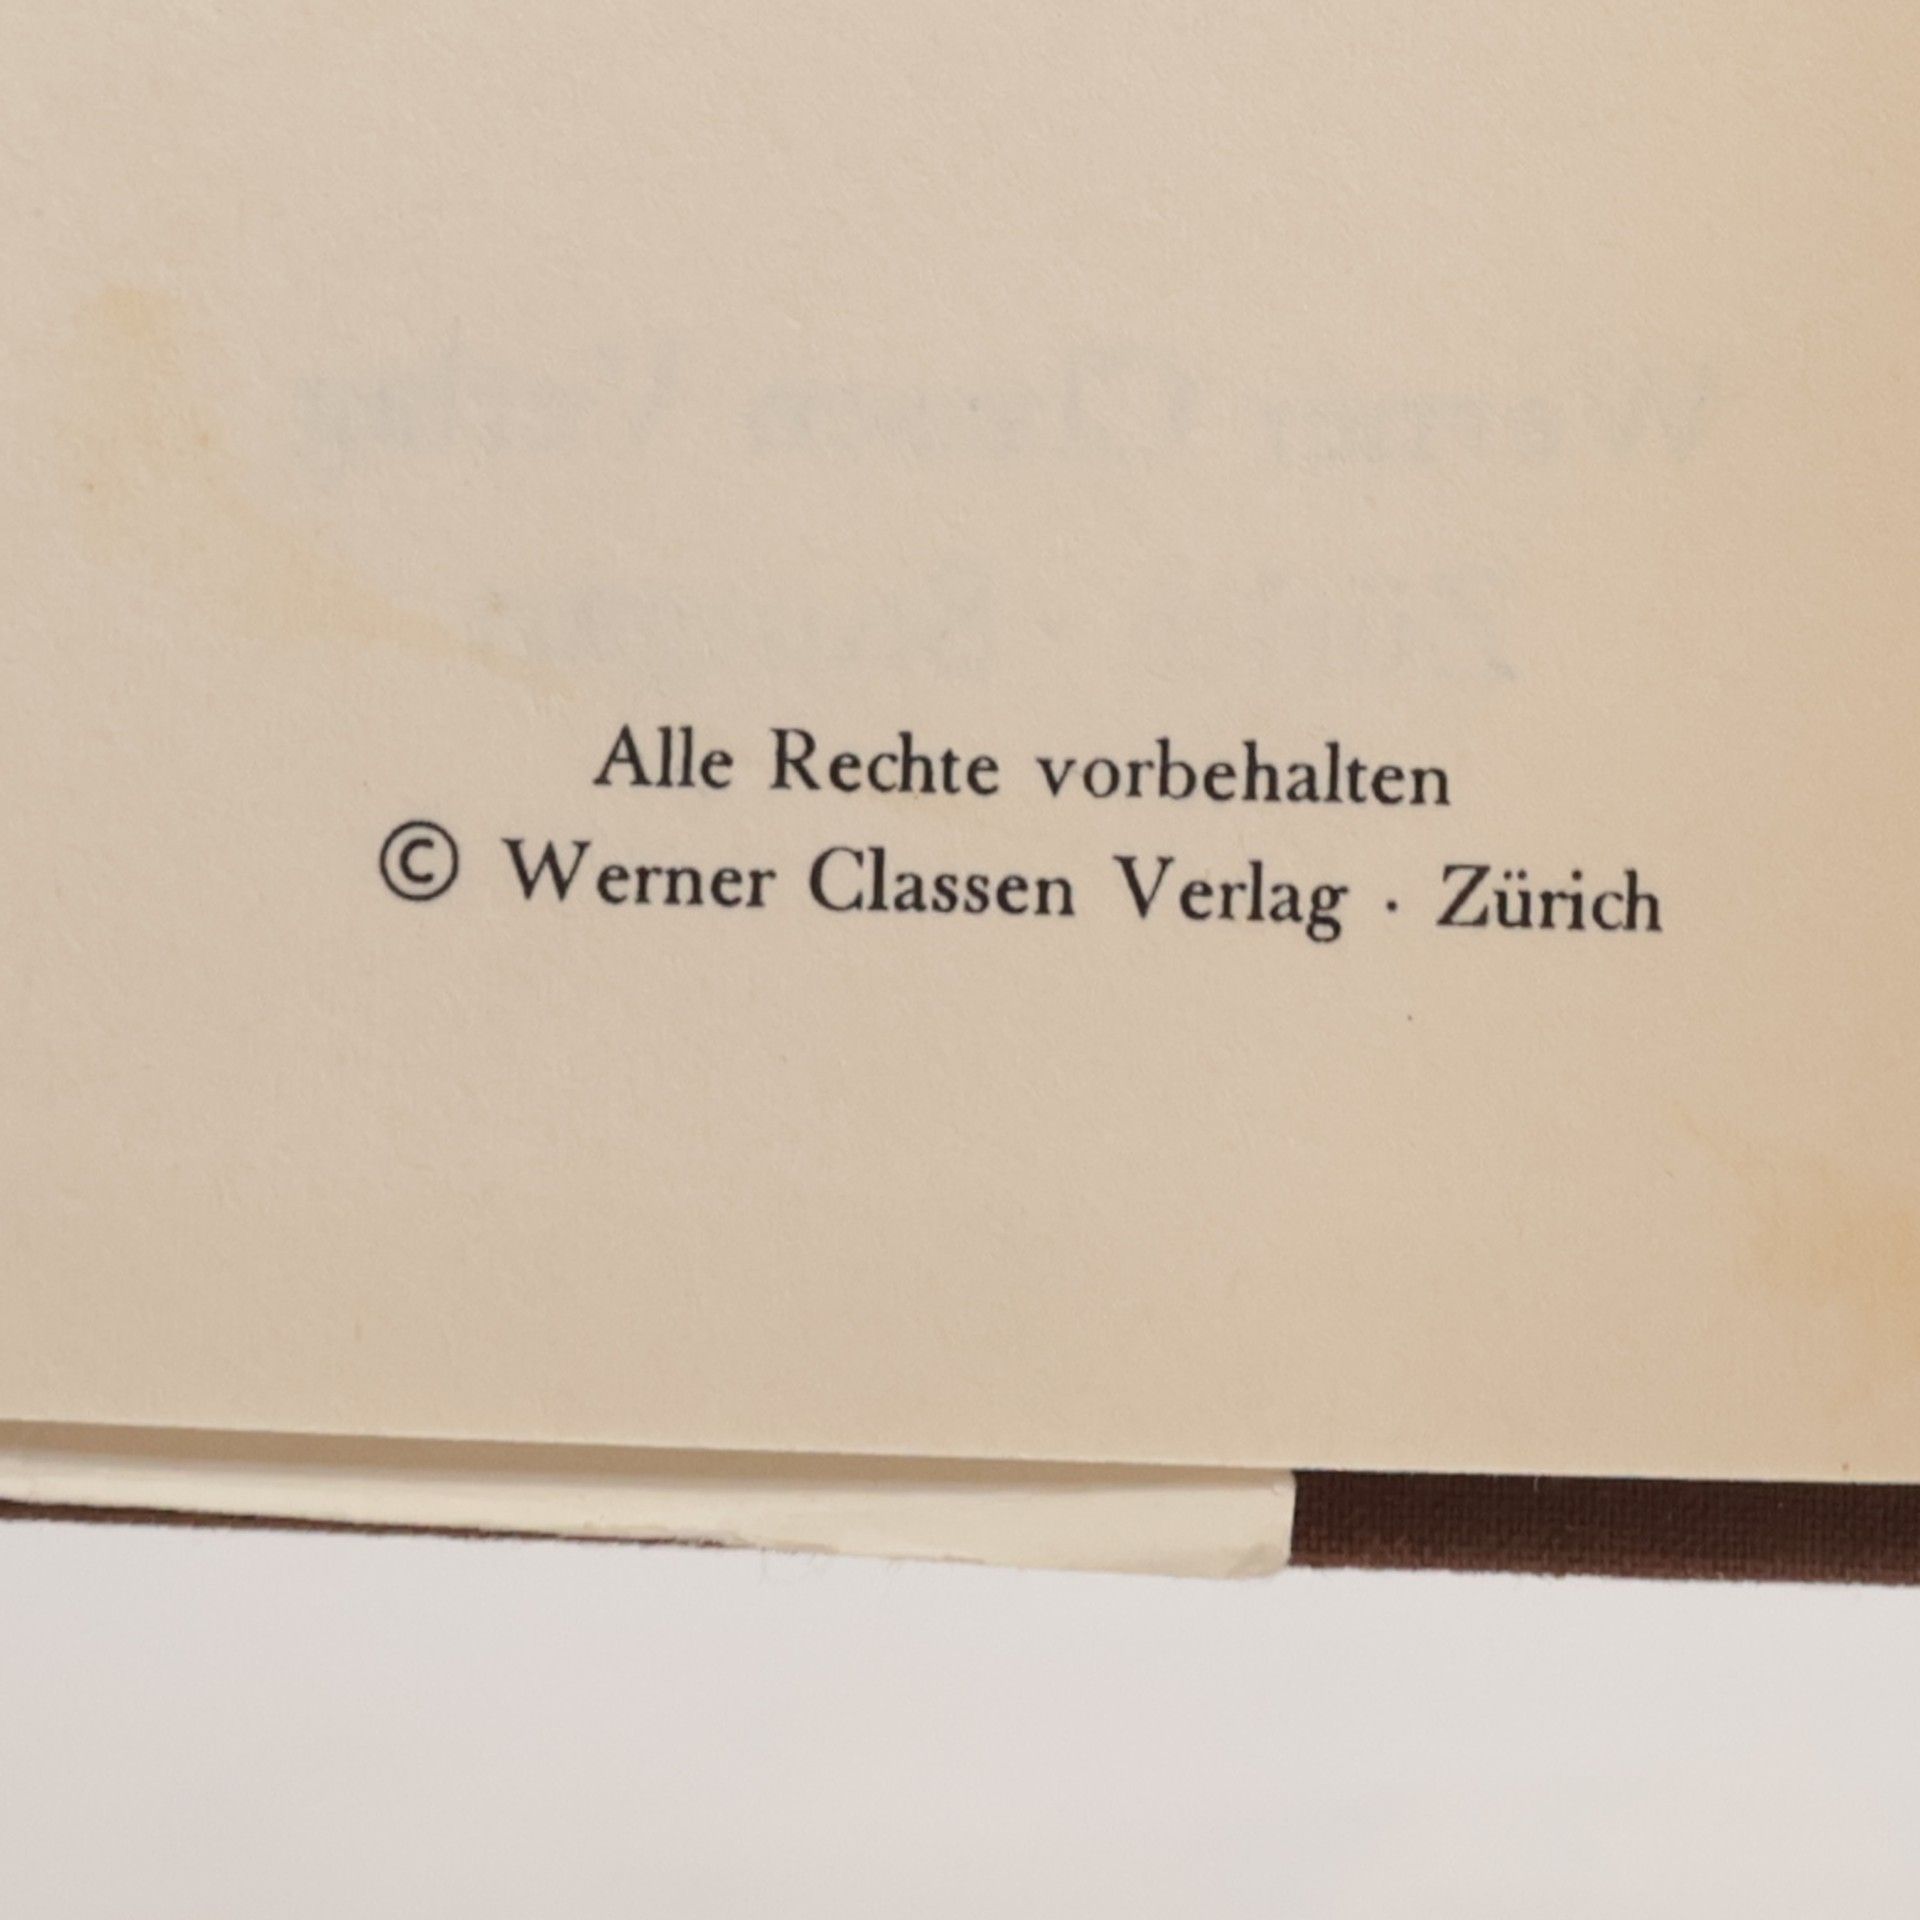 Alle Rechte vorbehalten
© Werner Classen Verlag · Zürich